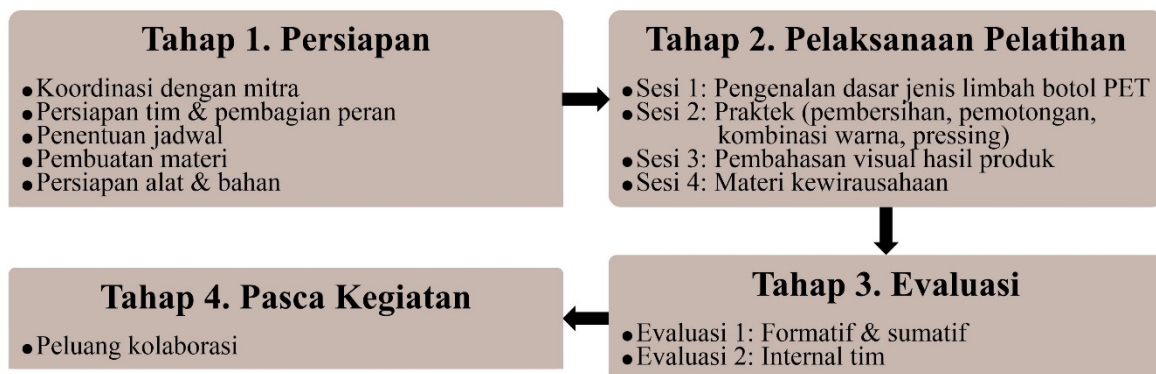 Tahap 1. Persiapan
• Koordinasi dengan mitra
• Persiapan tim & pembagian peran
• Penentuan jadwal
• Pembuatan materi
• Persiapan alat & bahan
Tahap 2. Pelaksanaan Pelatihan
• Sesi 1: Pengenalan dasar jenis limbah botol PET
• Sesi 2: Praktek (pembersihan, pemotongan,
kombinasi warna, pressing)
• Sesi 3: Pembahasan visual hasil produk
• Sesi 4: Materi kewirausahaan
Tahap 3. Evaluasi
• Evaluasi 1: Formatif & sumatif
• Evaluasi 2: Internal tim
Tahap 4. Pasca Kegiatan
• Peluang kolaborasi